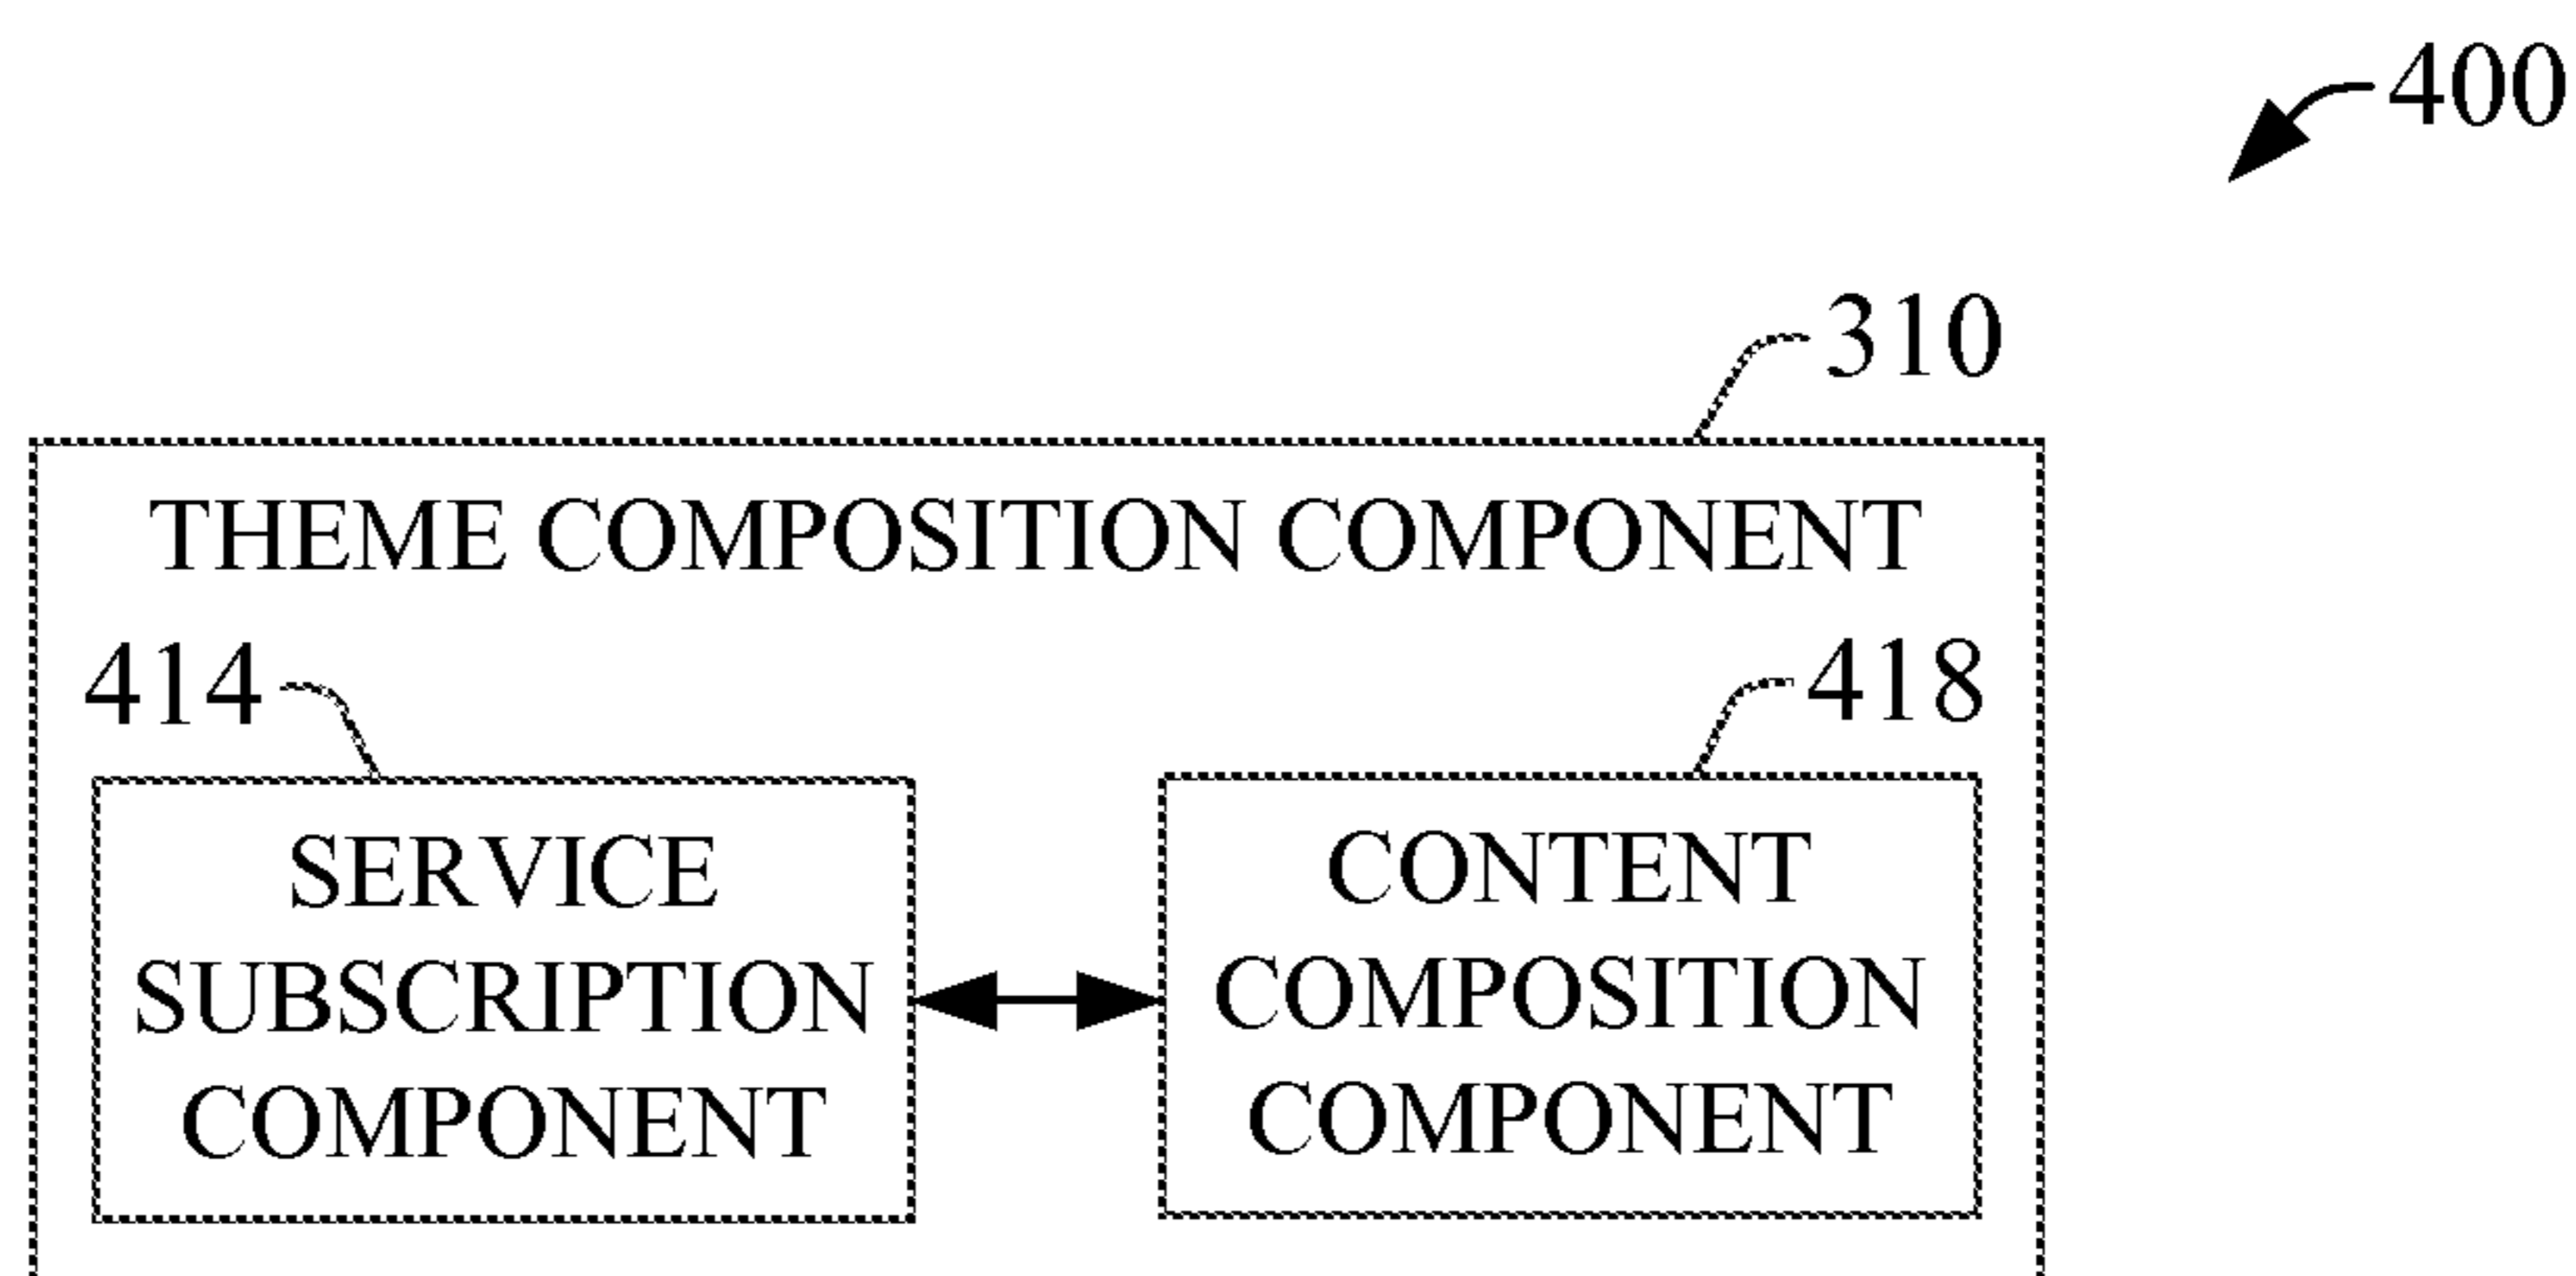 400
310
THEME COMPOSITION COMPONENT
414
418
SERVICE
SUBSCRIPTION
COMPONENT
CONTENT
COMPOSITION
COMPONENT